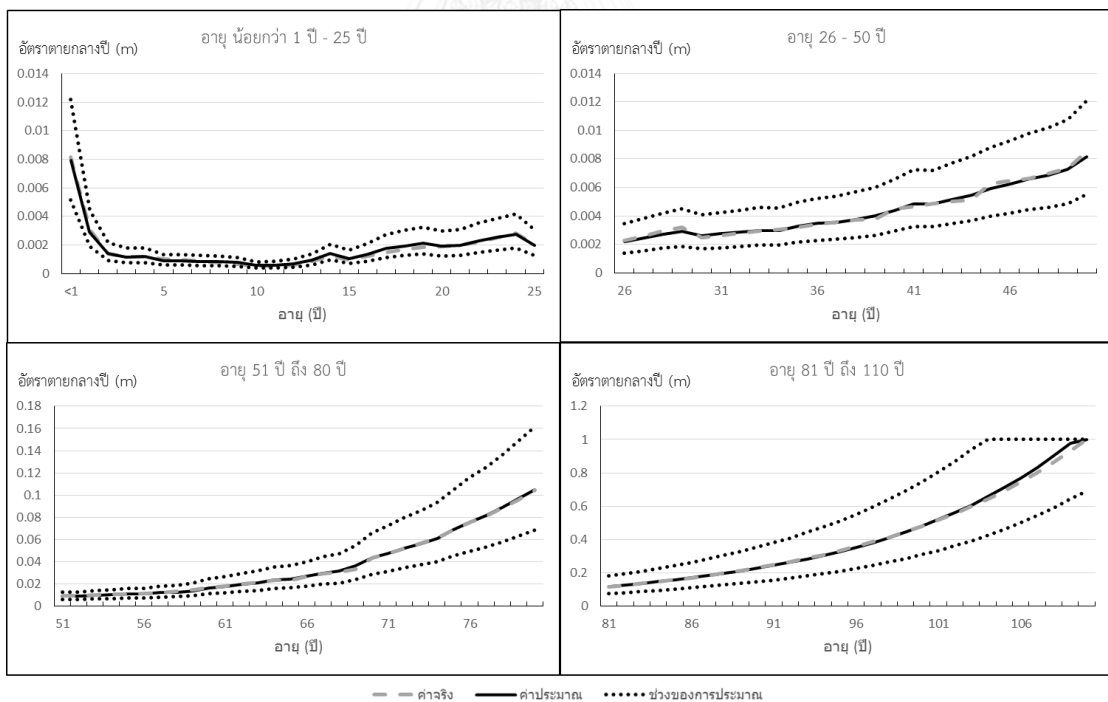 อายุ น้อยกว่า 1 ปี - 25 ปี
อัตราตายกลางปี (m)
0.014
0.012
0.01
0.008
0.006
0.004
0.002
0
<1 5 10 15 20 25
อายุ (ปี)
อายุ 26 - 50 ปี
อัตราตายกลางปี (m)
0.014
0.012
0.01
0.008
0.006
0.004
0.002
0
26 31 36 41 46
อายุ (ปี)
อายุ 51 ปี ถึง 80 ปี
อัตราตายกลางปี (m)
0.18
0.16
0.14
0.12
0.1
0.08
0.06
0.04
0.02
0
51 56 61 66 71 76
อายุ (ปี)
อายุ 81 ปี ถึง 110 ปี
อัตราตายกลางปี (m)
1.2
1
0.8
0.6
0.4
0.2
0
81 86 91 96 101 106
อายุ (ปี)
ค่าจริง ค่าประมาณ ช่วงของการประมาณ